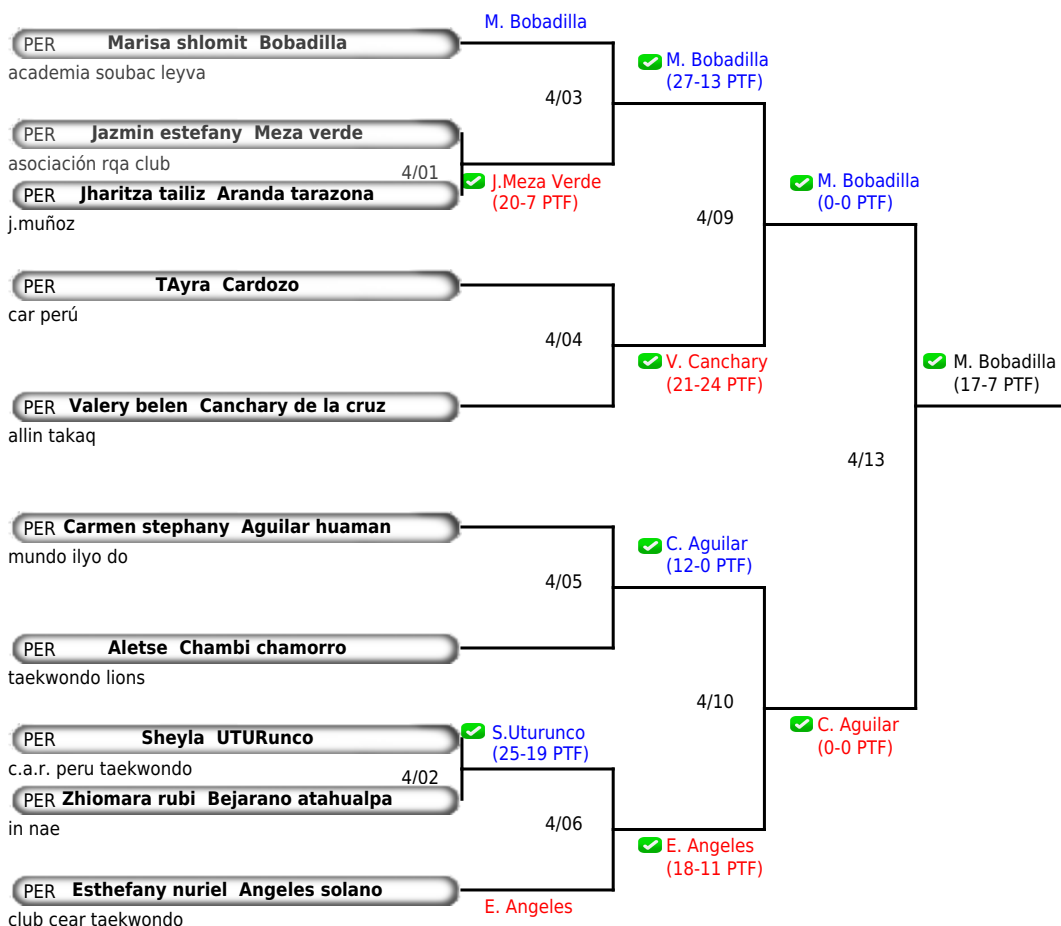 M. Bobadilla
PER Marisa shlomit Bobadilla
academia soubac leyva
M. Bobadilla
(27-13 PTF)
4/03
PER Jazmin estefany Meza verde
asociación rqa club
4/01
PER Jharitza tailiz Aranda tarazona
j.muñoz
J.Meza Verde
(20-7 PTF)
M. Bobadilla
(0-0 PTF)
4/09
PER TAyra Cardozo
car perú
4/04
V. Canchary
(21-24 PTF)
M. Bobadilla
(17-7 PTF)
PER Valery belen Canchary de la cruz
allin takaq
4/13
PER Carmen stephany Aguilar huaman
mundo ilyo do
C. Aguilar
(12-0 PTF)
4/05
PER Aletse Chambi chamorro
taekwondo lions
4/10
C. Aguilar
(0-0 PTF)
PER Sheyla UTURunco
c.a.r. peru taekwondo
S.Uturunco
(25-19 PTF)
4/02
PER Zhiomara rubi Bejarano atahualpa
in nae
4/06
E. Angeles
(18-11 PTF)
PER Esthefany nuriel Angeles solano
club cear taekwondo
E. Angeles